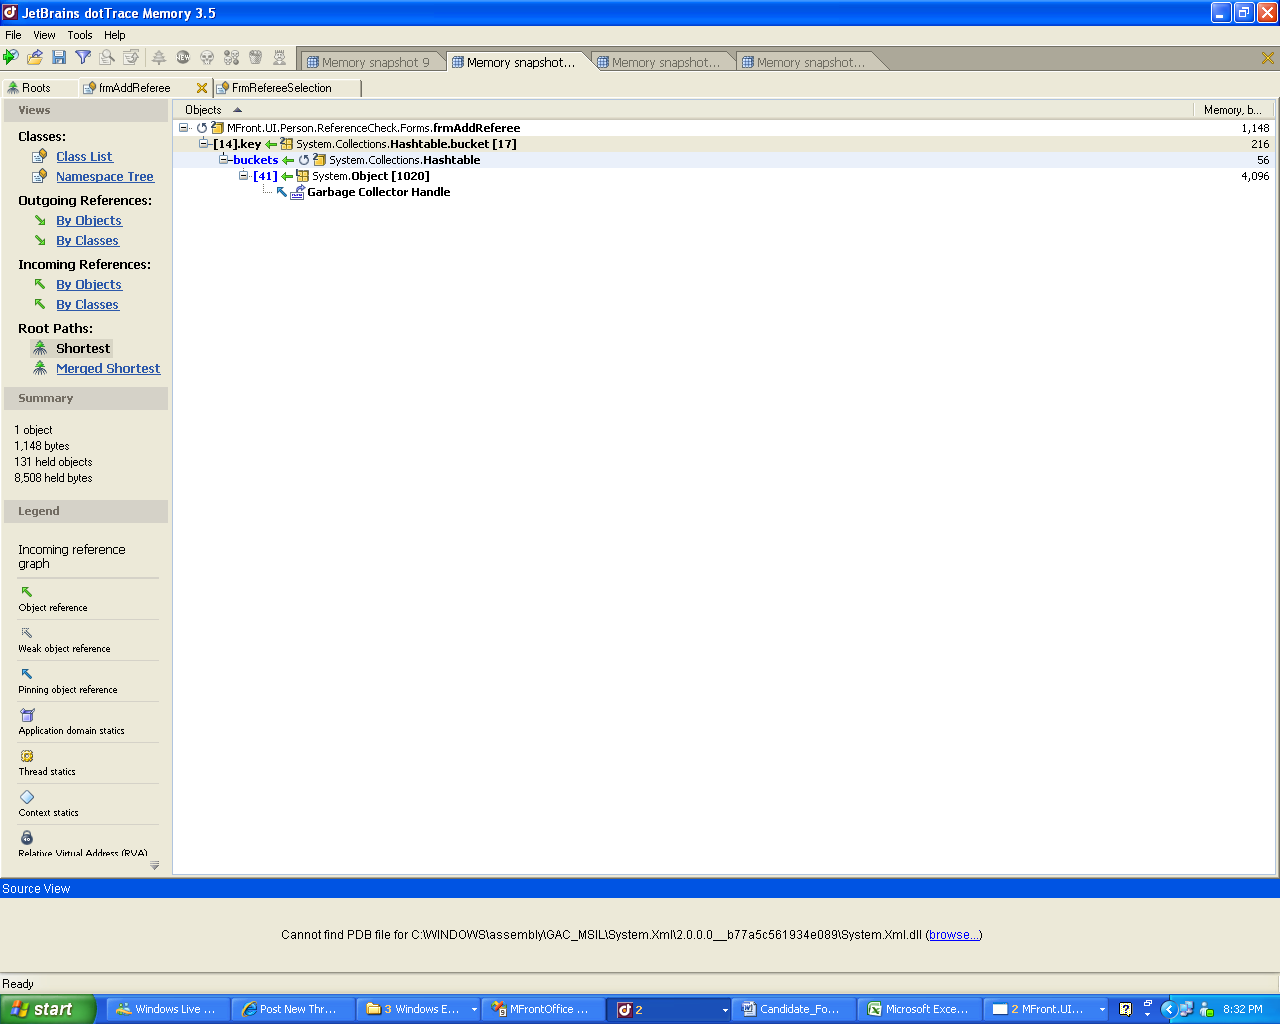 JetBrains dotTrace Memory 3.5
File View Tools Help
Memory snapshot 9 Memory snapshot... Memory snapshot... Memory snapshot...
Roots frmAddReferee FrmRefereeSelection
Views
Classes:
Class List
Namespace Tree
Outgoing References:
By Objects
By Classes
Incoming References:
By Objects
By Classes
Root Paths:
Shortest
Merged Shortest
Summary
1 object
1,148 bytes
131 held objects
8,508 held bytes
Legend
Incoming reference
graph
Object reference
Weak object reference
Pinning object reference
Application domain statics
Thread statics
Context statics
Relative Virtual Address (RVA)
Objects Memory, b...
MFront.UI.Person.ReferenceCheck.Forms.frmAddReferee 1,148
[14].key System.Collections.Hashtable.bucket [17] 216
buckets System.Collections.Hashtable 56
[41] System.Object [1020] 4,096
Garbage Collector Handle
Source View
Cannot find PDB file for C:\WINDOWS\assembly\GAC_MSIL\System.Xml\2.0.0.0__b77a5c561934e089\System.Xml.dll (browse...)
Ready
start Windows Live ... Post New Thr... 3 Windows E... MFrontOffice ... 2 Candidate_Fo... Microsoft Exce... 2 MFront.UI... 8:32 PM